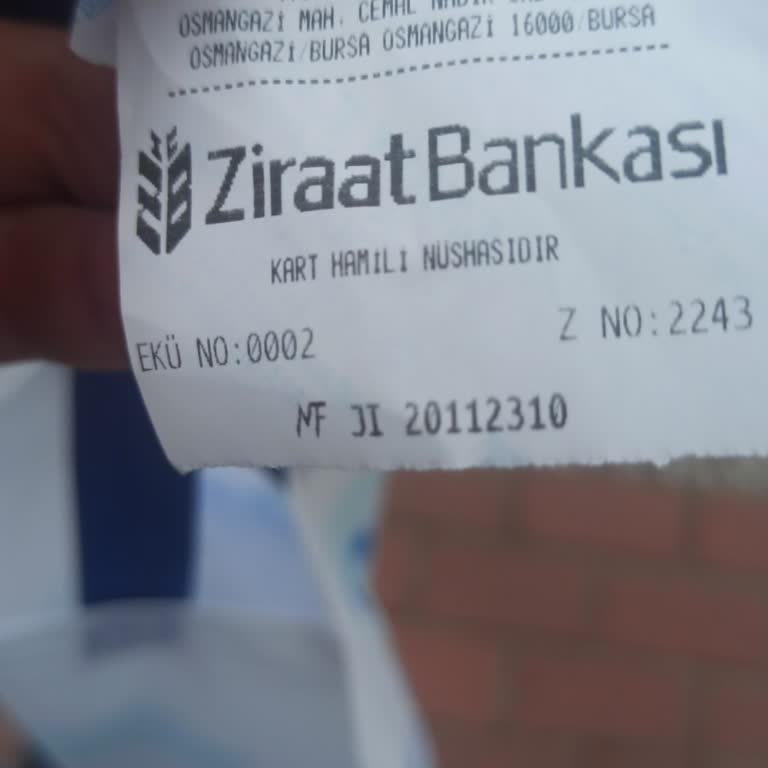 OSMANGAZİ MAH. CEMAL NADİR
OSMANGAZİ/BURSA OSMANGAZİ 16000/BURSA
ZiraatBankası
KART HAMİLİ NÜSHASIDIR
EKÜ NO:0002 Z NO:2243
MF JI 20112310